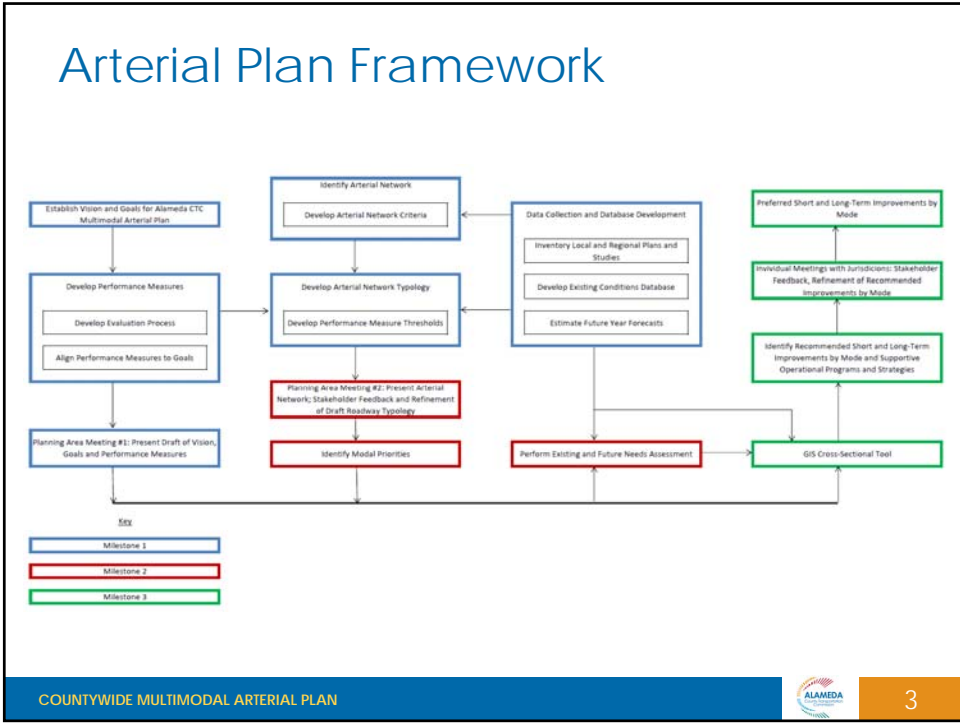 Arterial Plan Framework
Establish Vision and Goals for Alameda CTC
Multimodal Arterial Plan
Develop Performance Measures
Develop Evaluation Process
Align Performance Measures to Goals
Planning Area Meeting #1: Present Draft of Vision,
Goals and Performance Measures
Identify Arterial Network
Develop Arterial Network Criteria
Develop Arterial Network Typology
Develop Performance Measure Thresholds
Planning Area Meeting #2: Present Arterial
Network; Stakeholder Feedback and Refinement
of Draft Roadway Typology
Identify Modal Priorities
Data Collection and Database Development
Inventory Local and Regional Plans and
Studies
Develop Existing Conditions Database
Estimate Future Year Forecasts
Perform Existing and Future Needs Assessment
Preferred Short and Long-Term Improvements by
Mode
Invividual Meetings with Jurisdicions: Stakeholder
Feedback, Refinement of Recommended
Improvements by Mode
Identify Recommended Short and Long-Term
Improvements by Mode and Supportive
Operational Programs and Strategies
GIS Cross-Sectional Tool
Key
Milestone 1
Milestone 2
Milestone 3
COUNTYWIDE MULTIMODAL ARTERIAL PLAN
ALAMEDA
County Transportation
Commission
3